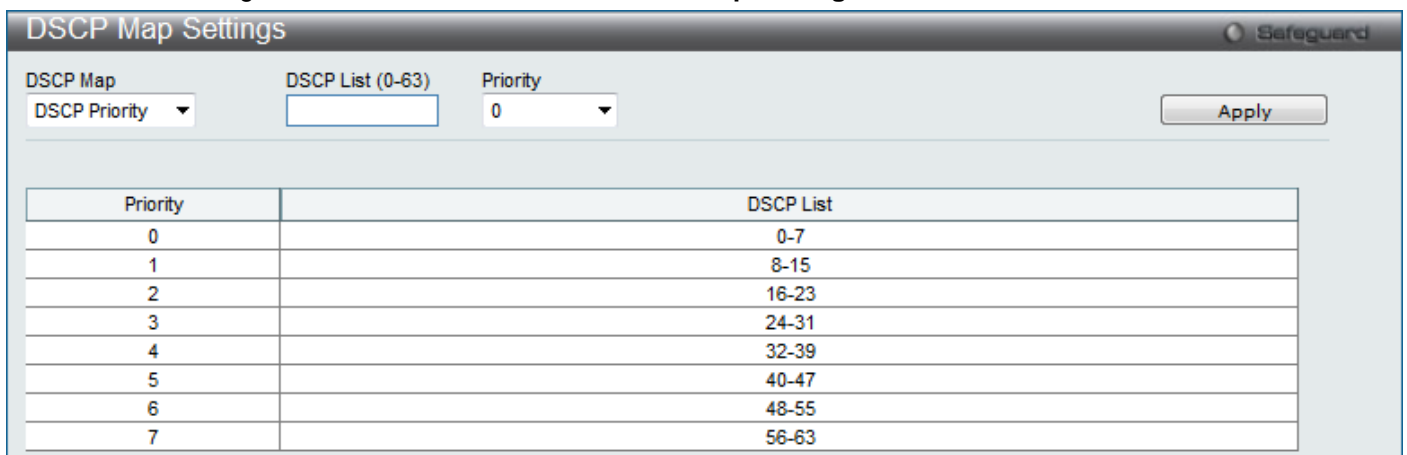 DSCP Map Settings
Safeguard
DSCP Map DSCP List (0-63) Priority
DSCP Priority 0 Apply
Priority DSCP List
0 0-7
1 8-15
2 16-23
3 24-31
4 32-39
5 40-47
6 48-55
7 56-63